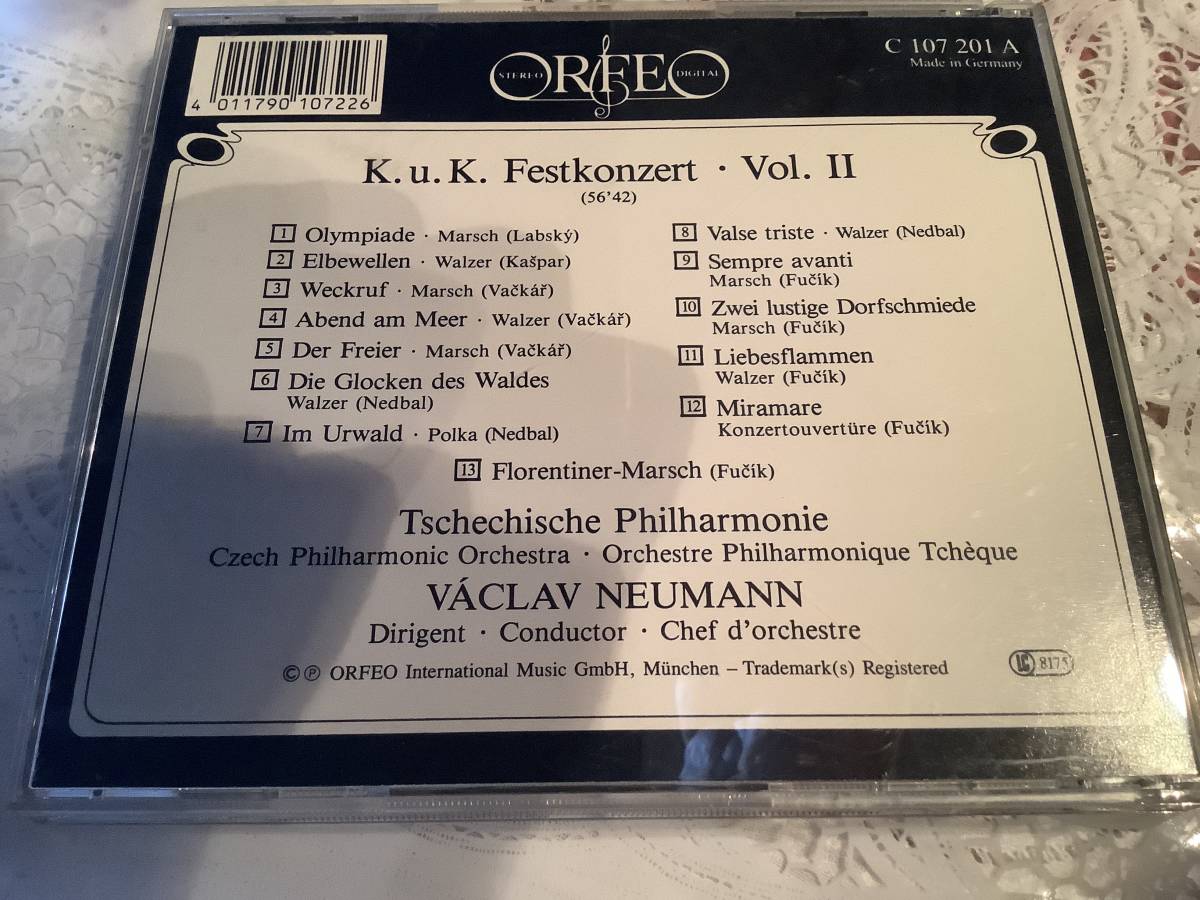 4 011790 107226
STEREO ORFEO DIGITAL
C 107 201 A
Made in Germany
K. u. K. Festkonzert · Vol. II
(56'42)
1 Olympiade · Marsch (Labský)
2 Elbewellen · Walzer (Kašpar)
3 Weckruf · Marsch (Vačkář)
4 Abend am Meer · Walzer (Vačkář)
5 Der Freier · Marsch (Vačkář)
6 Die Glocken des Waldes
Walzer (Nedbal)
7 Im Urwald · Polka (Nedbal)
8 Valse triste · Walzer (Nedbal)
9 Sempre avanti
Marsch (Fučík)
10 Zwei lustige Dorfschmiede
Marsch (Fučík)
11 Liebesflammen
Walzer (Fučík)
12 Miramare
Konzertouvertüre (Fučík)
13 Florentiner-Marsch (Fučík)
Tschechische Philharmonie
Czech Philharmonic Orchestra · Orchestre Philharmonique Tchèque
VÁCLAV NEUMANN
Dirigent · Conductor · Chef d'orchestre
© ℗ ORFEO International Music GmbH, München – Trademark(s) Registered
LC 8175